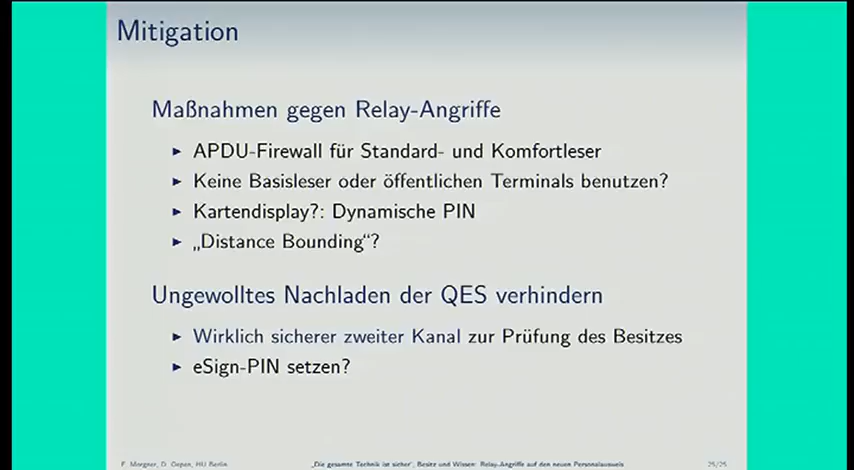 Mitigation
Maßnahmen gegen Relay-Angriffe
▶ APDU-Firewall für Standard- und Komfortleser
▶ Keine Basisleser oder öffentlichen Terminals benutzen?
▶ Kartendisplay?: Dynamische PIN
▶ „Distance Bounding“?
Ungewolltes Nachladen der QES verhindern
▶ Wirklich sicherer zweiter Kanal zur Prüfung des Besitzes
▶ eSign-PIN setzen?
F. Morgner, D. Oepen, HU Berlin
„Die gesamte Technik ist sicher“, Besitz und Wissen: Relay-Angriffe auf den neuen Personalausweis
25/25